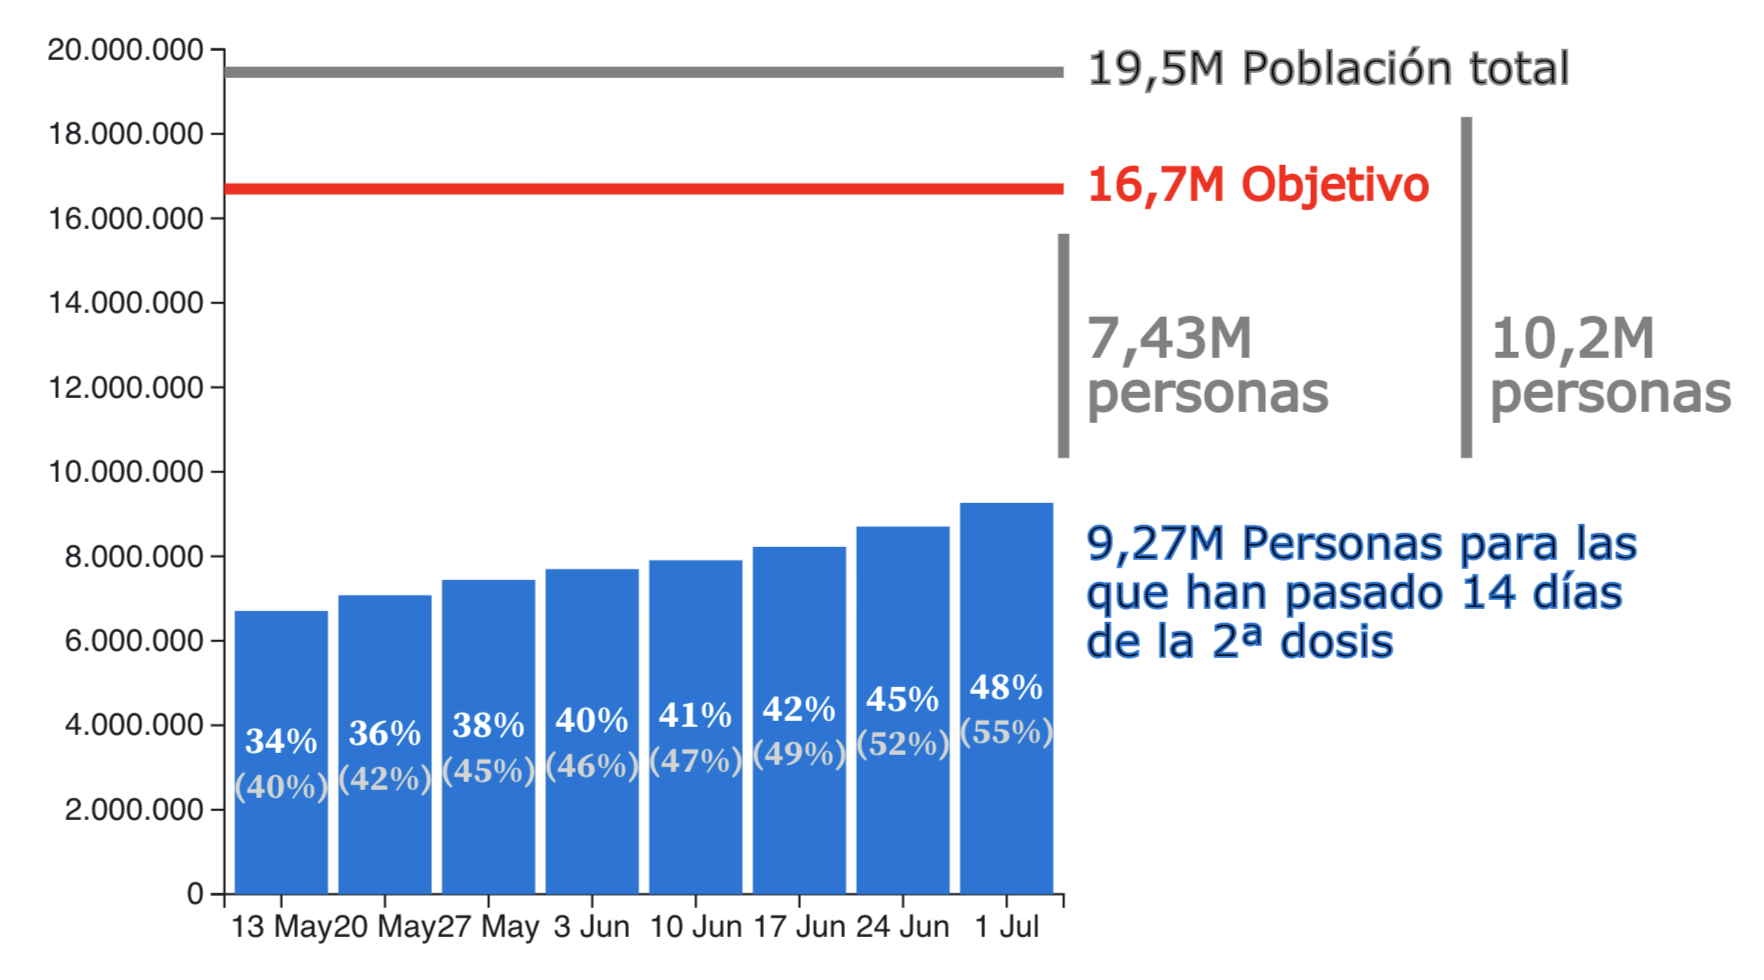 20.000.000
18.000.000
16.000.000
14.000.000
12.000.000
10.000.000
8.000.000
6.000.000
4.000.000
2.000.000
0
19,5M Población total
16,7M Objetivo
7,43M
personas
10,2M
personas
9,27M Personas para las
que han pasado 14 días
de la 2ª dosis
34%
(40%)
36%
(42%)
38%
(45%)
40%
(46%)
41%
(47%)
42%
(49%)
45%
(52%)
48%
(55%)
13 May 20 May 27 May 3 Jun 10 Jun 17 Jun 24 Jun 1 Jul